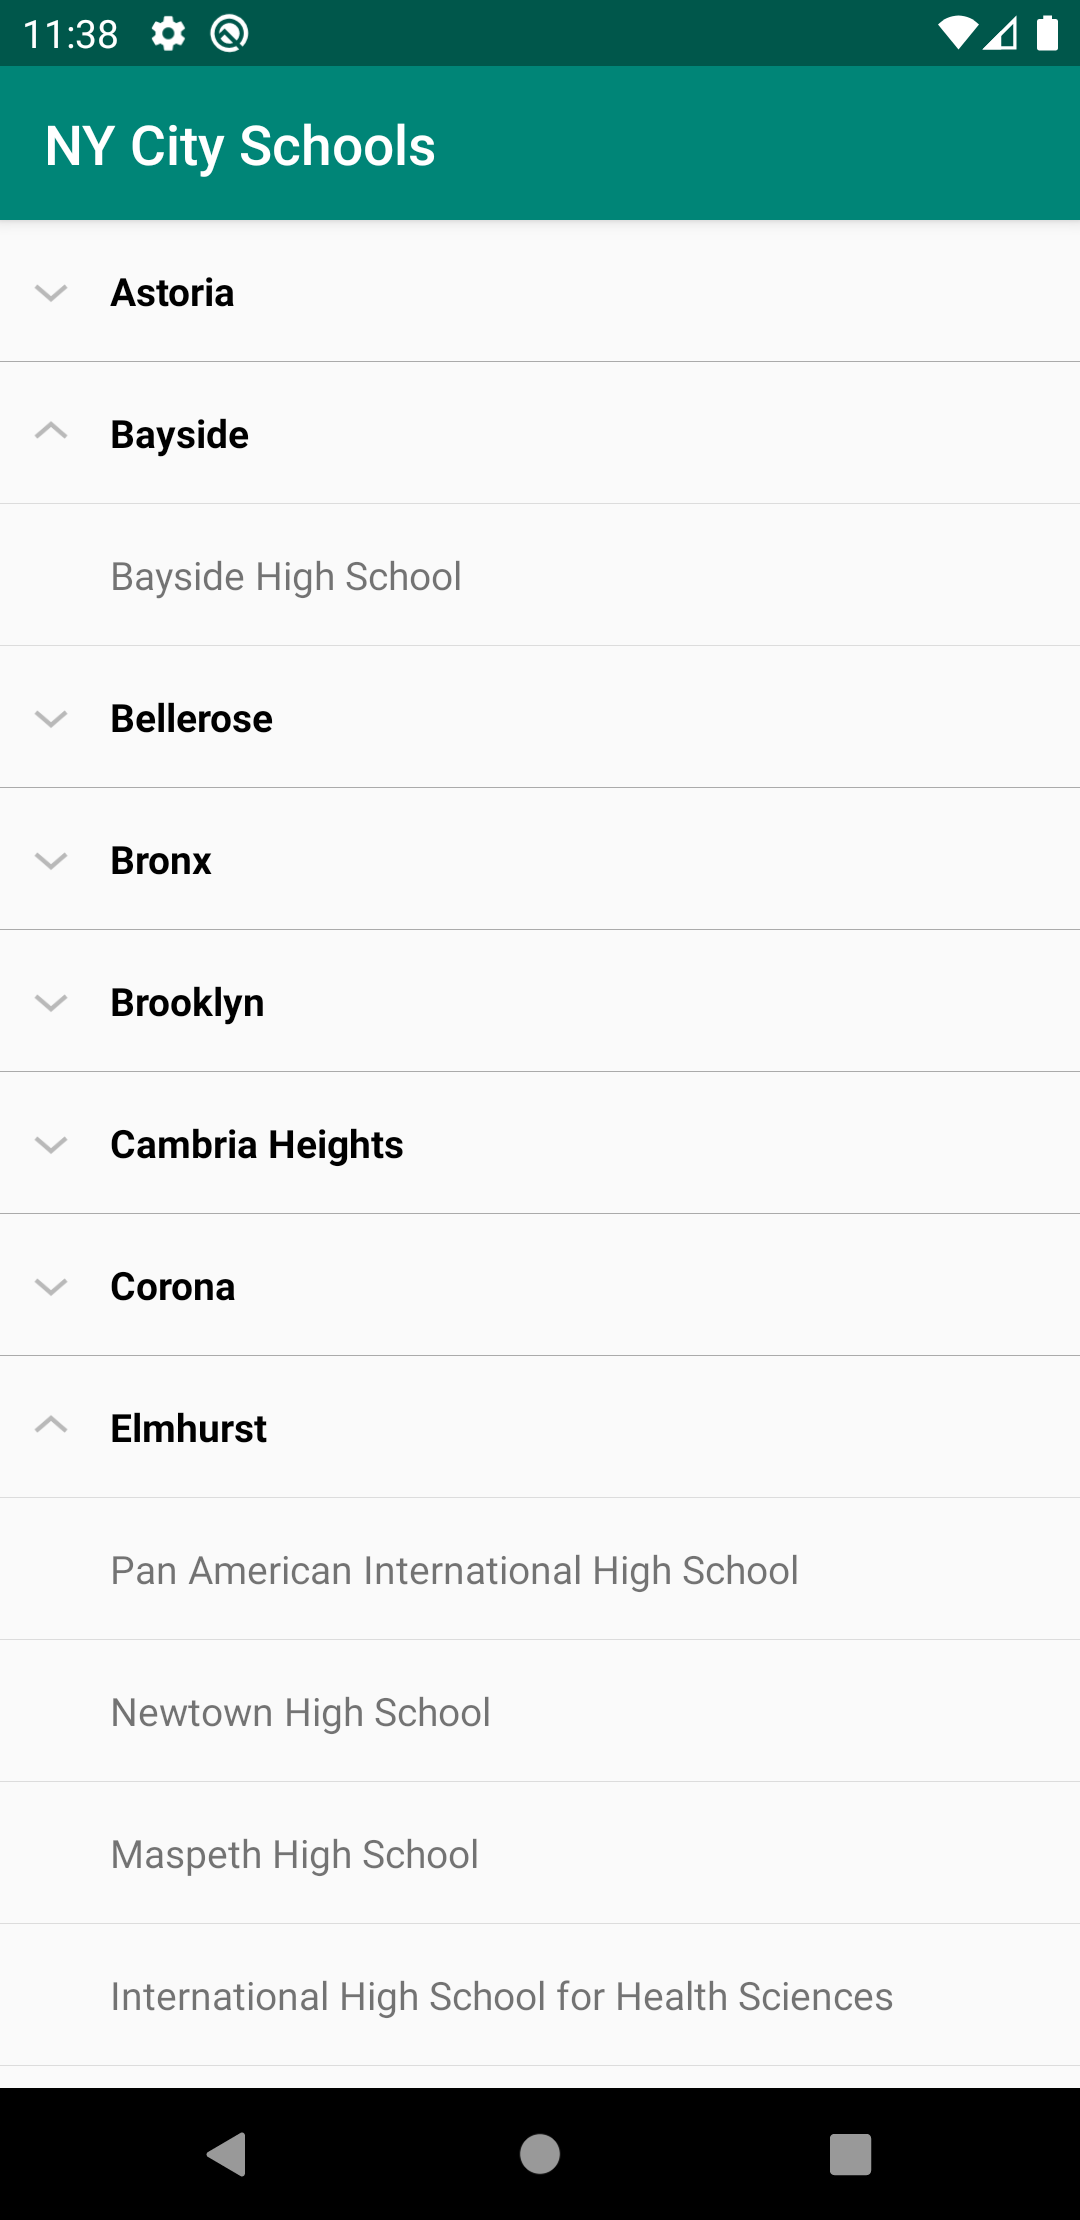 11:38
NY City Schools
Astoria
Bayside
Bayside High School
Bellerose
Bronx
Brooklyn
Cambria Heights
Corona
Elmhurst
Pan American International High School
Newtown High School
Maspeth High School
International High School for Health Sciences